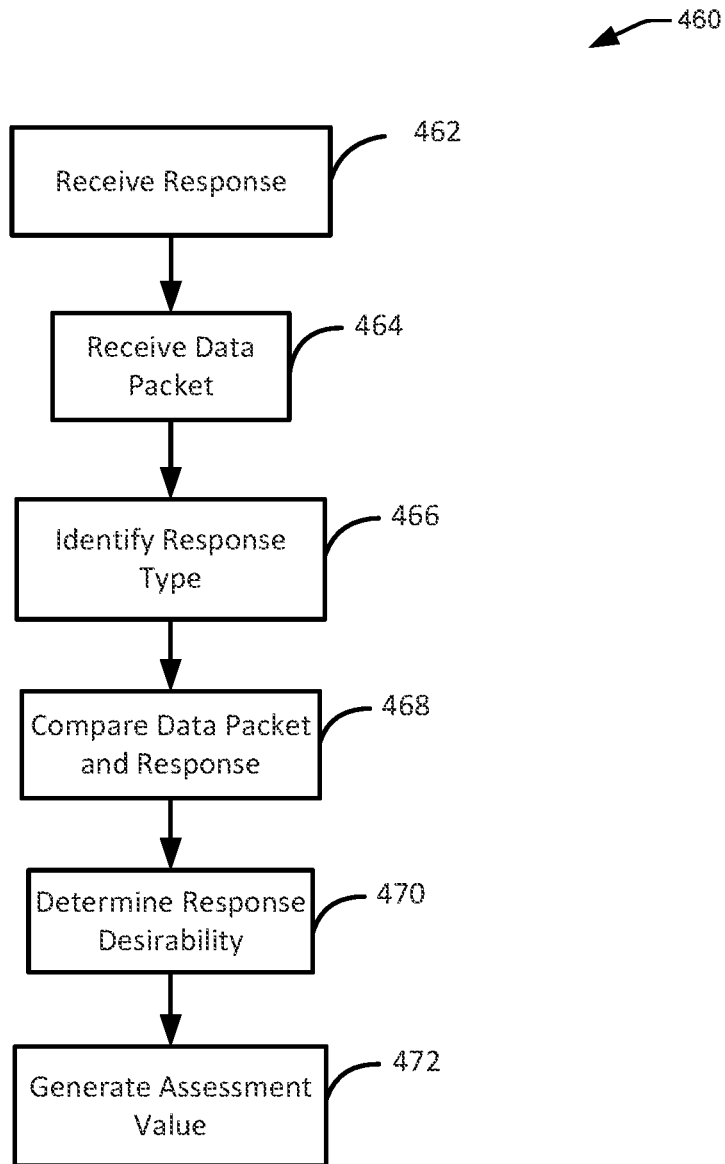 460
Receive Response
462
Receive Data
Packet
464
Identify Response
Type
466
Compare Data Packet
and Response
468
Determine Response
Desirability
470
Generate Assessment
Value
472